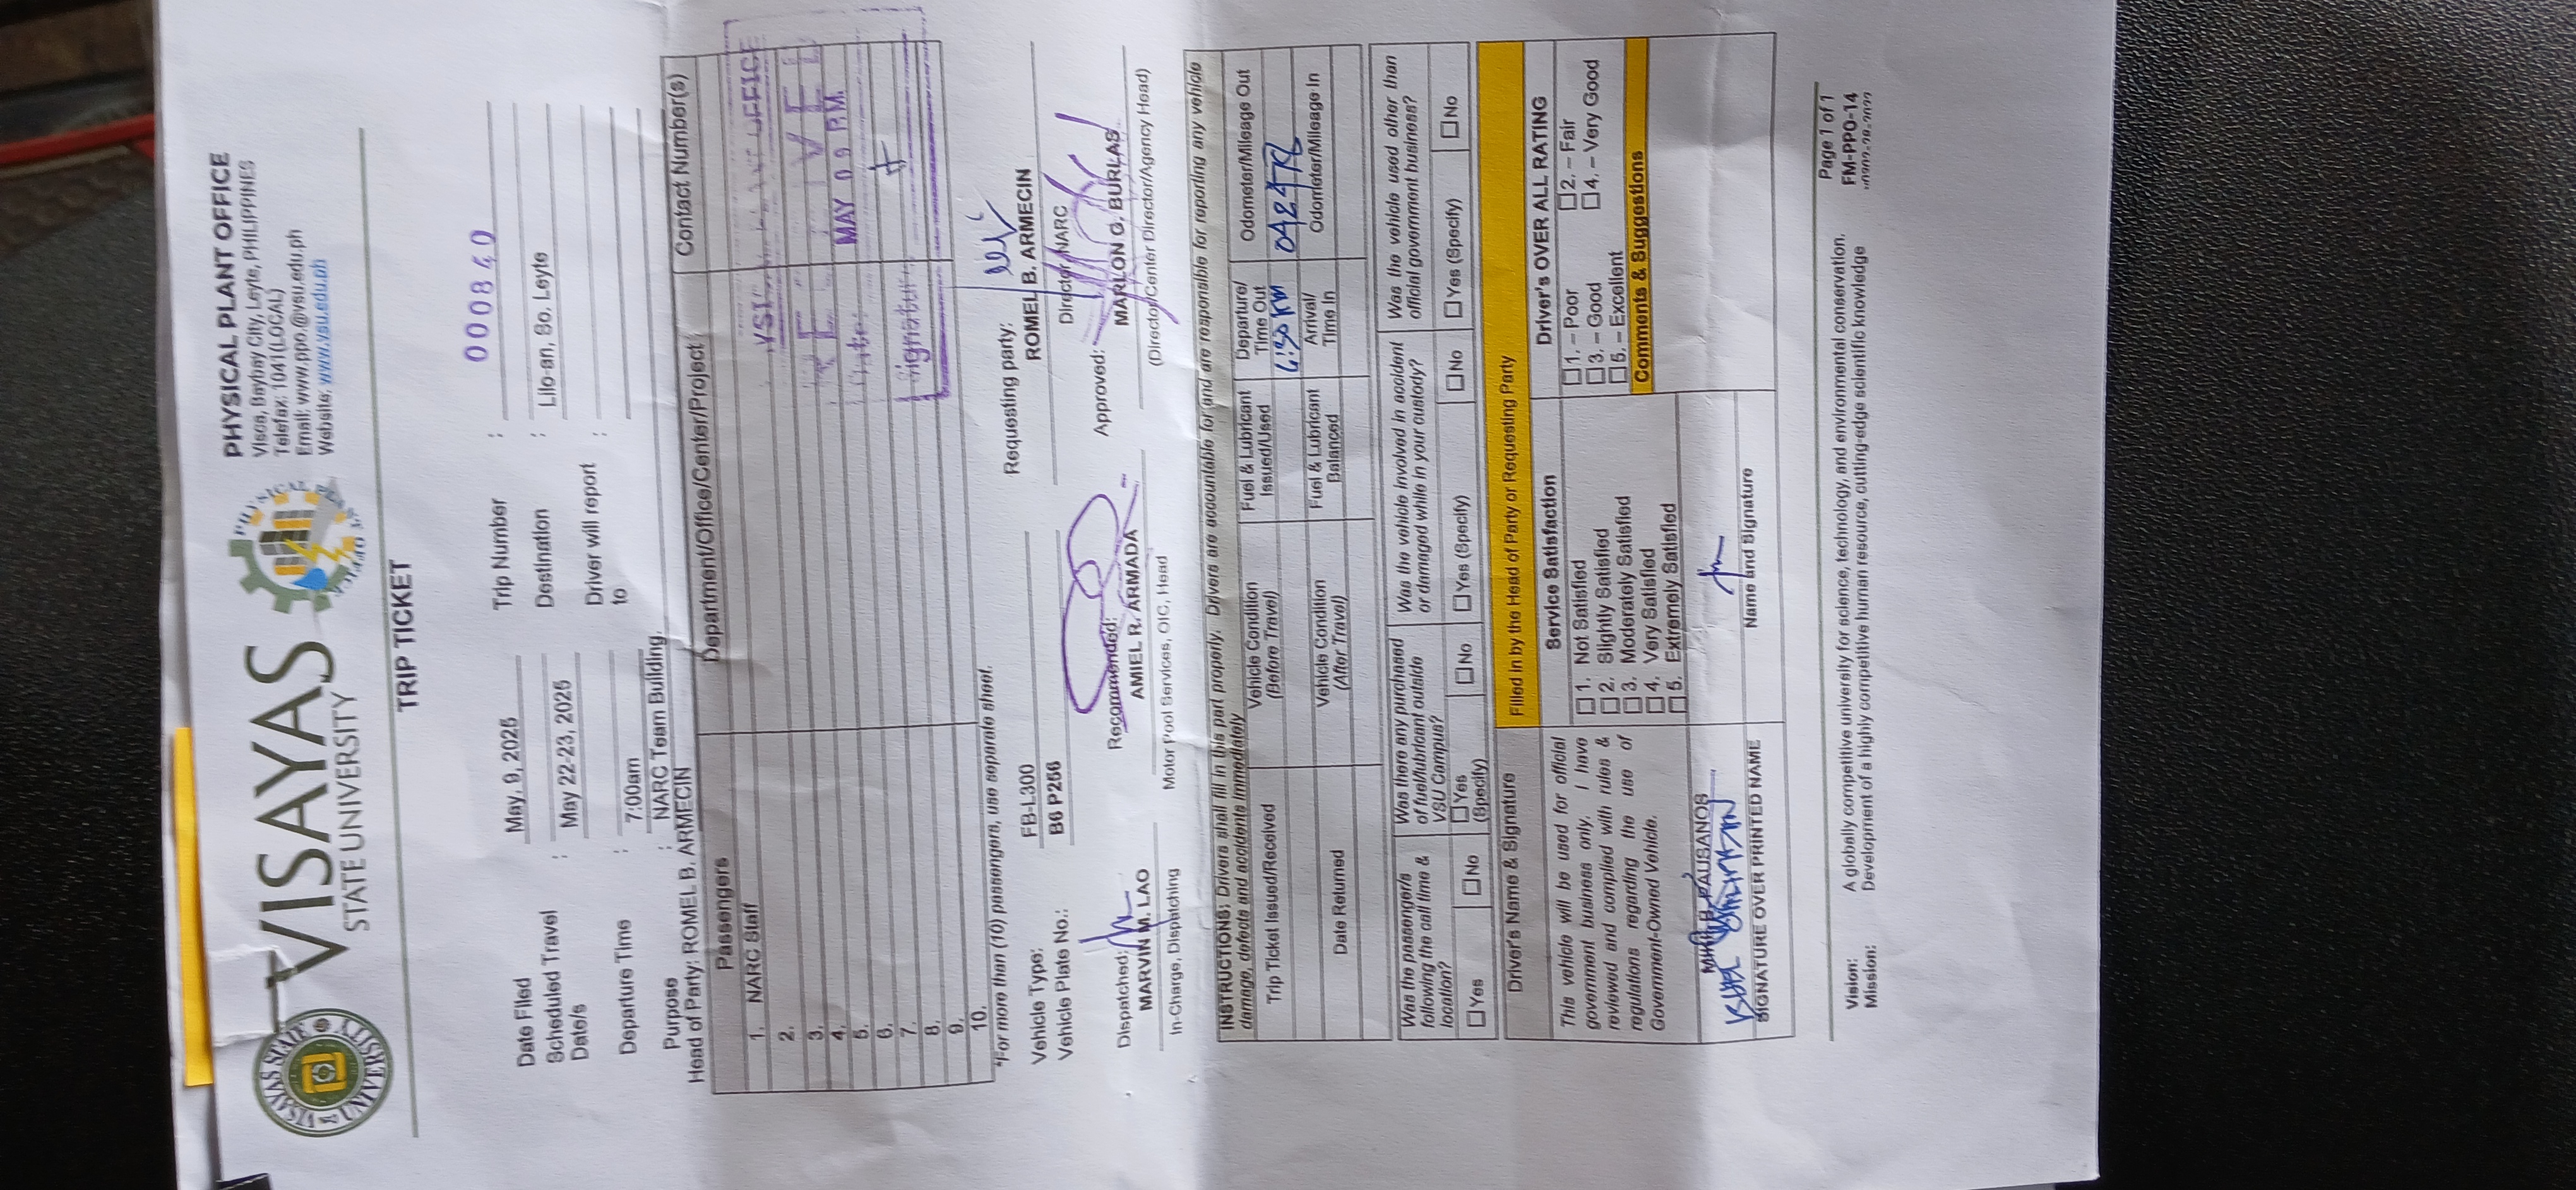 VISAYAS
STATE UNIVERSITY
PHYSICAL PLANT OFFICE
Visca, Baybay City, Leyte, PHILIPPINES
Telefax: 1041(LOCAL)
Email: www.ppo.@vsu.edu.ph
Website: www.vsu.edu.ph
TRIP TICKET
000840
Date Filed May, 9, 2025 Trip Number :
Scheduled Travel Date/s : May 22-23, 2025 Destination : Lilo-an, So. Leyte
Departure Time : 7:00am Driver will report to :
Purpose : NARC Team Building.
Head of Party: ROMEL B. ARMECIN
Passengers Department/Office/Center/Project Contact Number(s)
1. NARC Staff
2.
3.
4.
5.
6.
7.
8.
9.
10.
MAY 09 P.M.
*For more than (10) passengers, use separate sheet.
Vehicle Type: FB-L300
Vehicle Plate No.: B6 P256
Requesting party:
ROMEL B. ARMECIN
Director NARC
Dispatched: Recommended: Approved:
MARVIN M. LAO AMIEL R. ARMADA MARLON G. BURLAS
In-Charge, Dispatching Motor Pool Services, OIC, Head (Director/Center Director/Agency Head)
INSTRUCTIONS: Drivers shall fill in this part properly. Drivers are accountable for and are responsible for reporting any vehicle
damage, defects and accidents immediately
Trip Ticket Issued/Received Vehicle Condition (Before Travel) Fuel & Lubricant Issued/Used Departure/ Time Out Odometer/Mileage Out
Date Returned Vehicle Condition (After Travel) Fuel & Lubricant Balanced Arrival/ Time In Odometer/Mileage In
Was the passenger/s following the call time & location? Was there any purchased of fuel/lubricant outside VSU Campus? Was the vehicle involved in accident or damaged while in your custody? Was the vehicle used other than official government business?
☐Yes ☐No ☐Yes (Specify) ☐No ☐Yes (Specify) ☐No ☐Yes (Specify) ☐No
Driver's Name & Signature
This vehicle will be used for official
government business only. I have
reviewed and complied with rules &
regulations regarding the use of
Government-Owned Vehicle.
B. PAUSANOS
SIGNATURE OVER PRINTED NAME
Filled in by the Head of Party or Requesting Party
Service Satisfaction
☐1. Not Satisfied
☐2. Slightly Satisfied
☐3. Moderately Satisfied
☐4. Very Satisfied
☐5. Extremely Satisfied
Name and Signature
Driver's OVER ALL RATING
☐1. – Poor ☐2. – Fair
☐3. – Good ☐4. – Very Good
☐5. – Excellent
Comments & Suggestions
Vision: A globally competitive university for science, technology, and environmental conservation.
Mission: Development of a highly competitive human resource, cutting-edge scientific knowledge
Page 1 of 1
FM-PPO-14